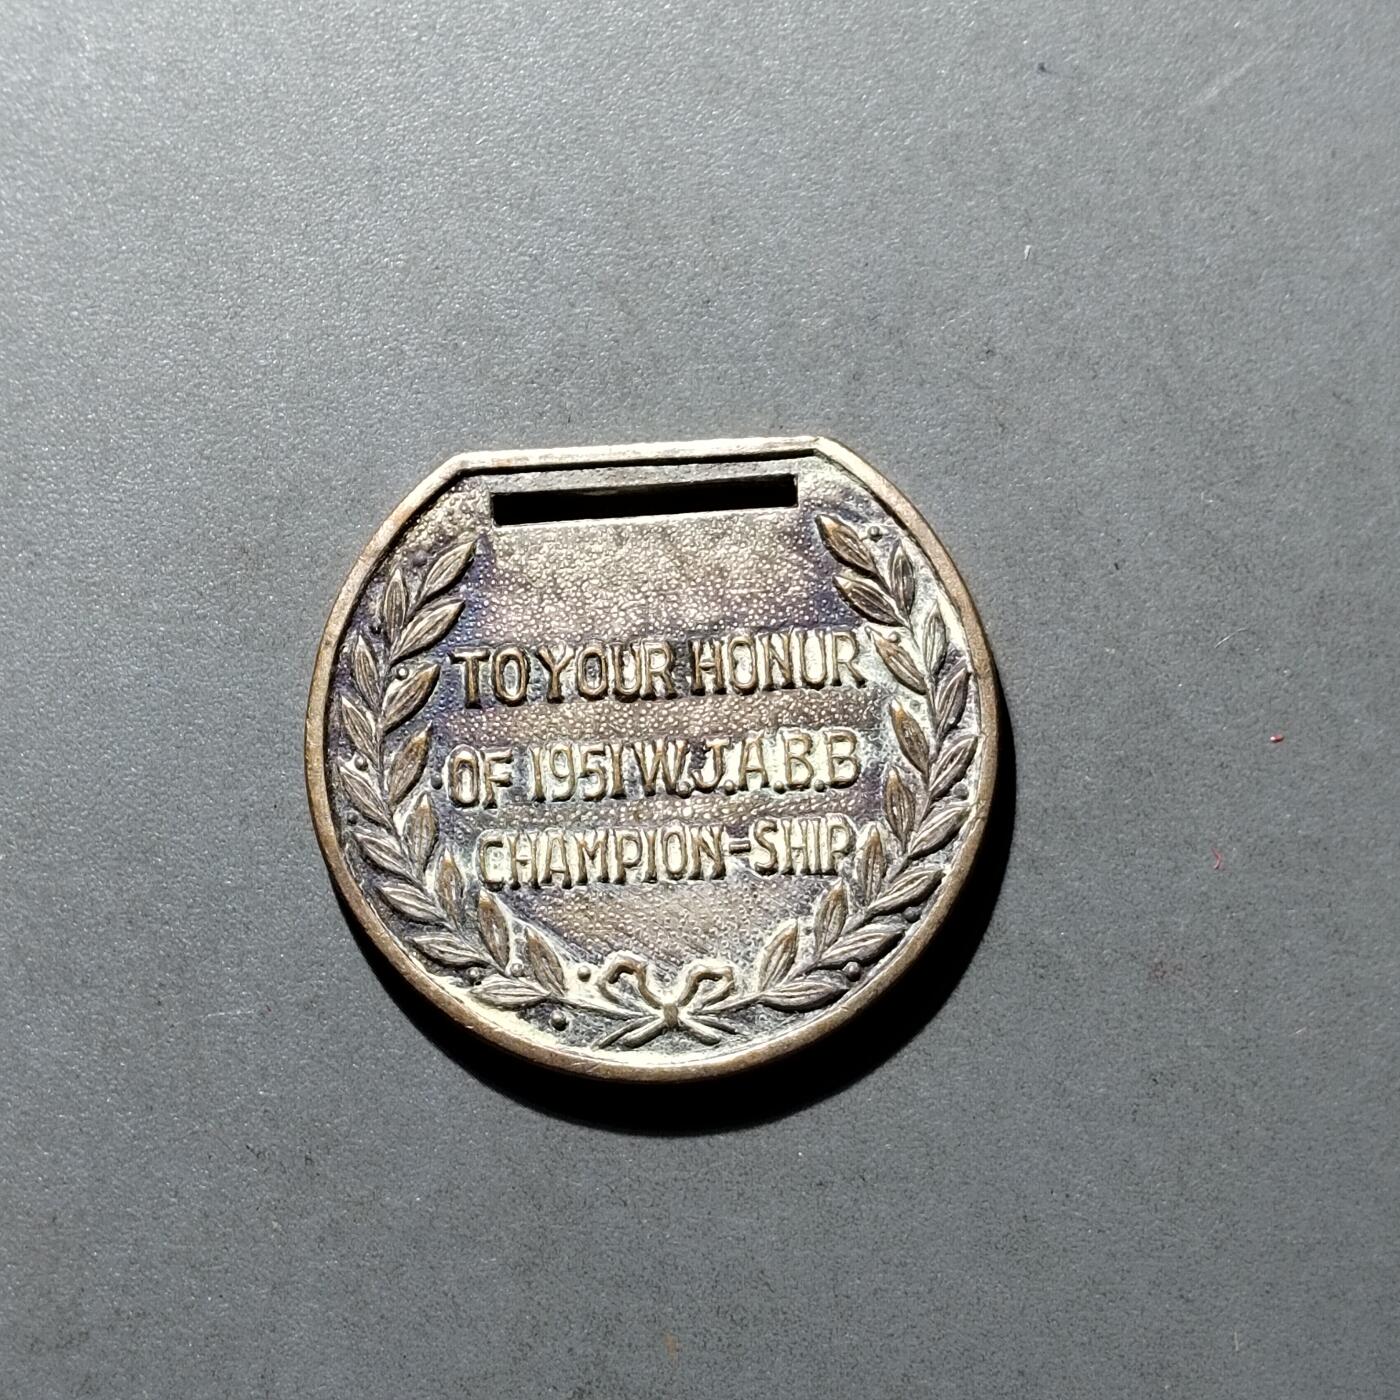 TO YOUR HONUR
OF 1951 W.J.A.B.B
CHAMPION-SHIP